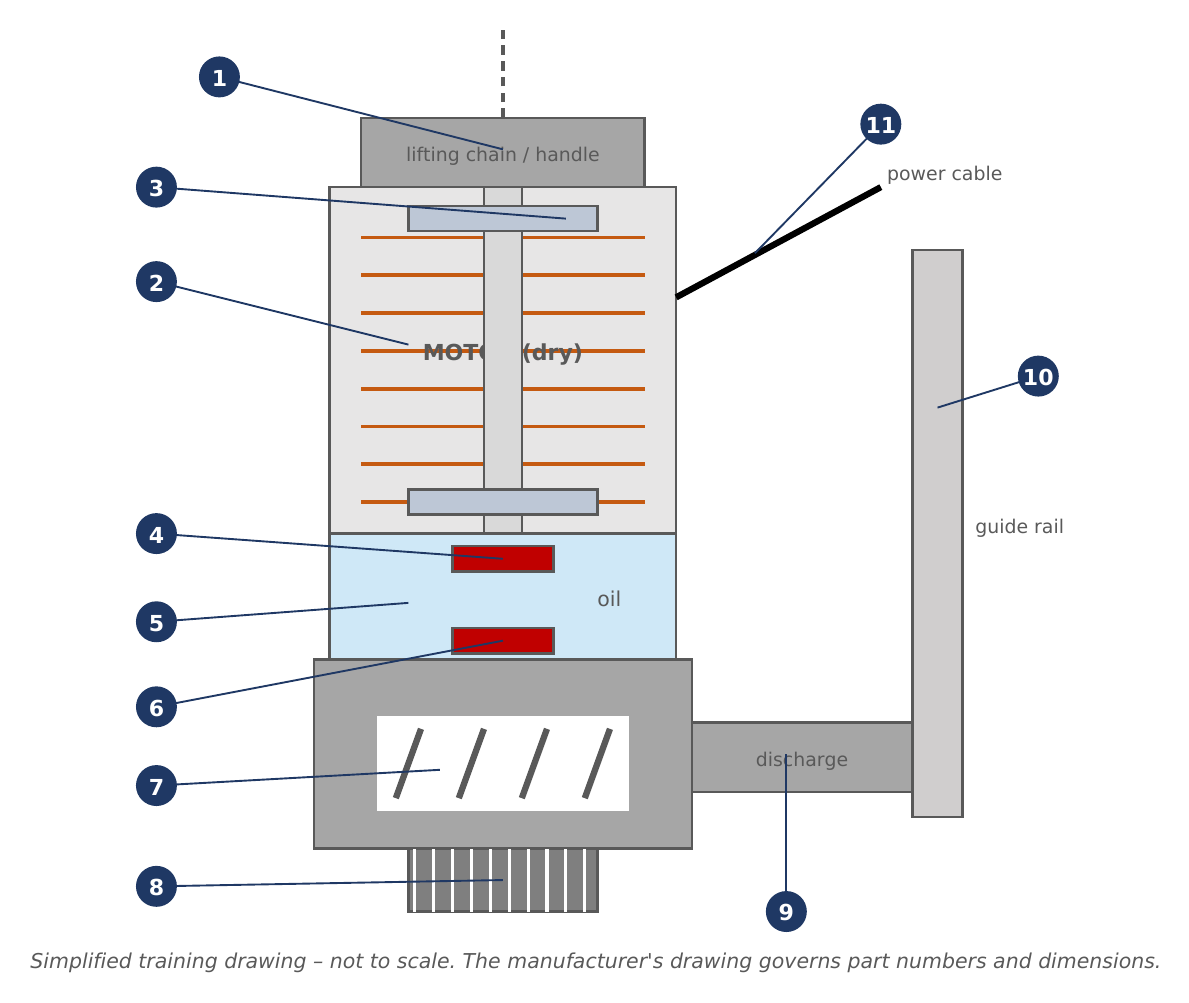 1
11
lifting chain / handle
power cable
3
2
MOTOR (dry)
10
guide rail
4
5
oil
6
7
discharge
8
9
Simplified training drawing – not to scale. The manufacturer's drawing governs part numbers and dimensions.